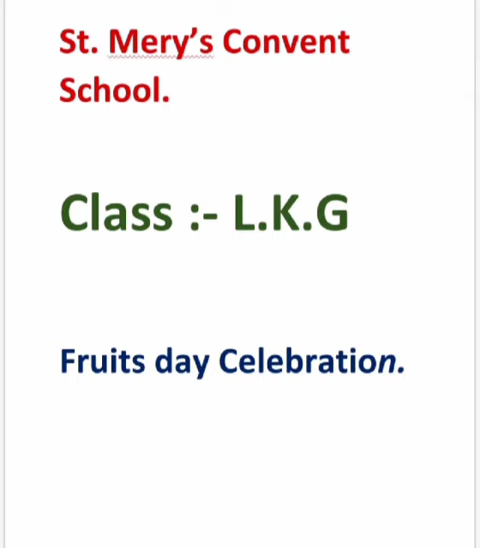 St. Mery’s Convent
School.
Class :- L.K.G
Fruits day Celebration.